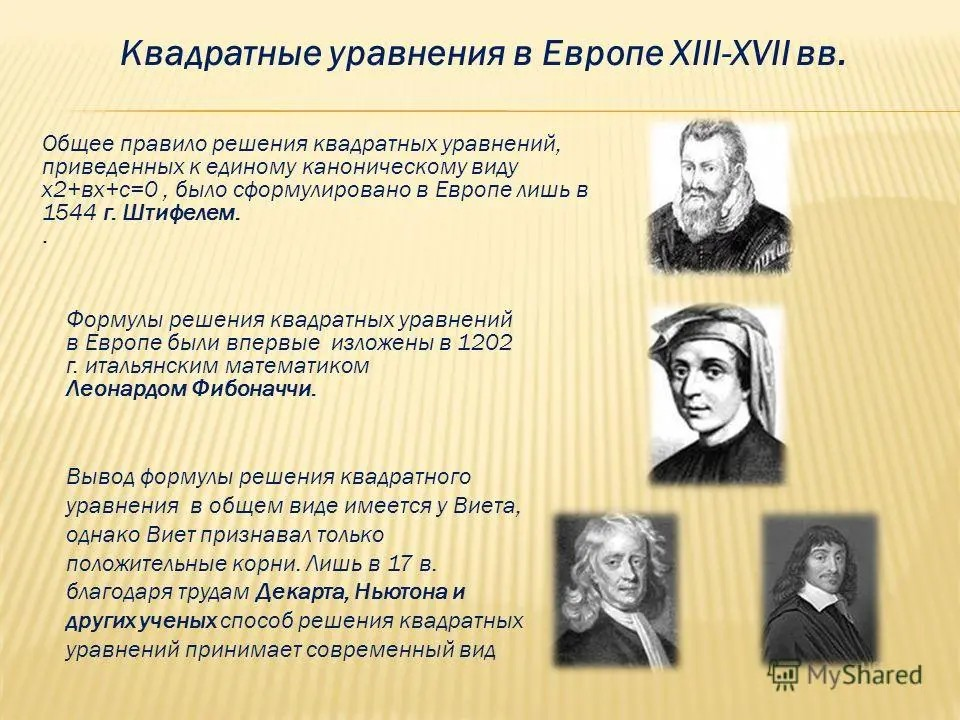 Квадратные уравнения в Европе XIII-XVII вв.
Общее правило решения квадратных уравнений,
приведенных к единому каноническому виду
х2+вх+с=0 , было сформулировано в Европе лишь в
1544 г. Штифелем.
.
Формулы решения квадратных уравнений
в Европе были впервые изложены в 1202
г. итальянским математиком
Леонардом Фибоначчи.
Вывод формулы решения квадратного
уравнения в общем виде имеется у Виета,
однако Виет признавал только
положительные корни. Лишь в 17 в.
благодаря трудам Декарта, Ньютона и
других ученых способ решения квадратных
уравнений принимает современный вид
MyShared